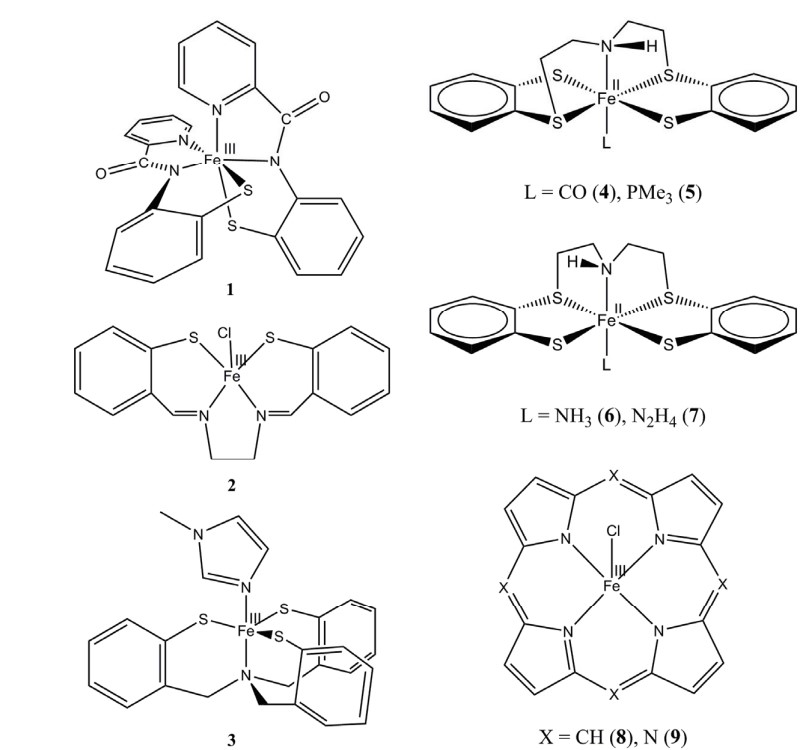 N
C
O
N
Fe
III
N
O
C
N
S
S
1
Cl
S
S
III
Fe
N
N
2
N
N
S
S
III
Fe
S
N
3
N
H
S
S
II
Fe
S
S
L
L = CO (4), PMe₃ (5)
H
N
S
S
II
Fe
S
S
L
L = NH₃ (6), N₂H₄ (7)
X
Cl
N
N
III
Fe
X
X
N
N
X
X = CH (8), N (9)